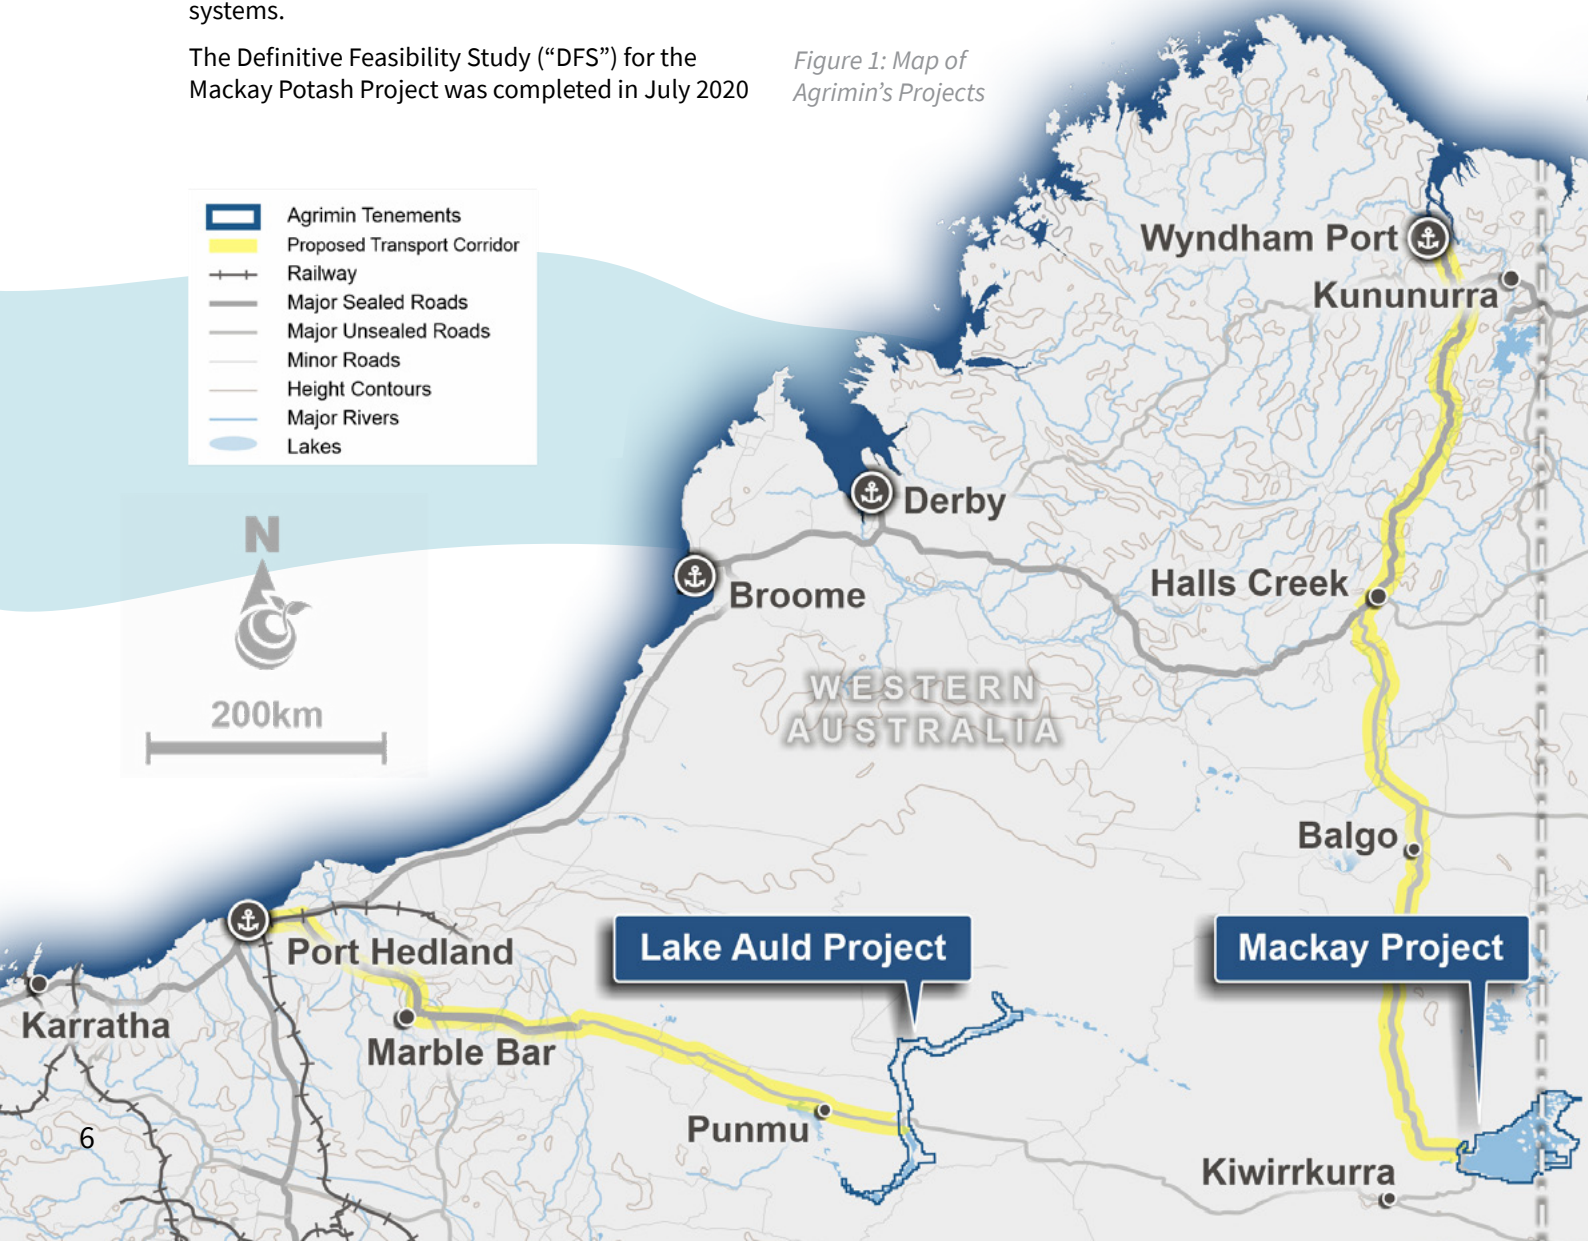 systems.
The Definitive Feasibility Study (“DFS”) for the
Mackay Potash Project was completed in July 2020
Figure 1: Map of
Agrimin’s Projects
Agrimin Tenements
Proposed Transport Corridor
Railway
Major Sealed Roads
Major Unsealed Roads
Minor Roads
Height Contours
Major Rivers
Lakes
N
200km
Wyndham Port
Kununurra
Derby
Broome
Halls Creek
WESTERN
AUSTRALIA
Balgo
Port Hedland
Lake Auld Project
Mackay Project
Karratha
Marble Bar
Punmu
Kiwirrkurra
6